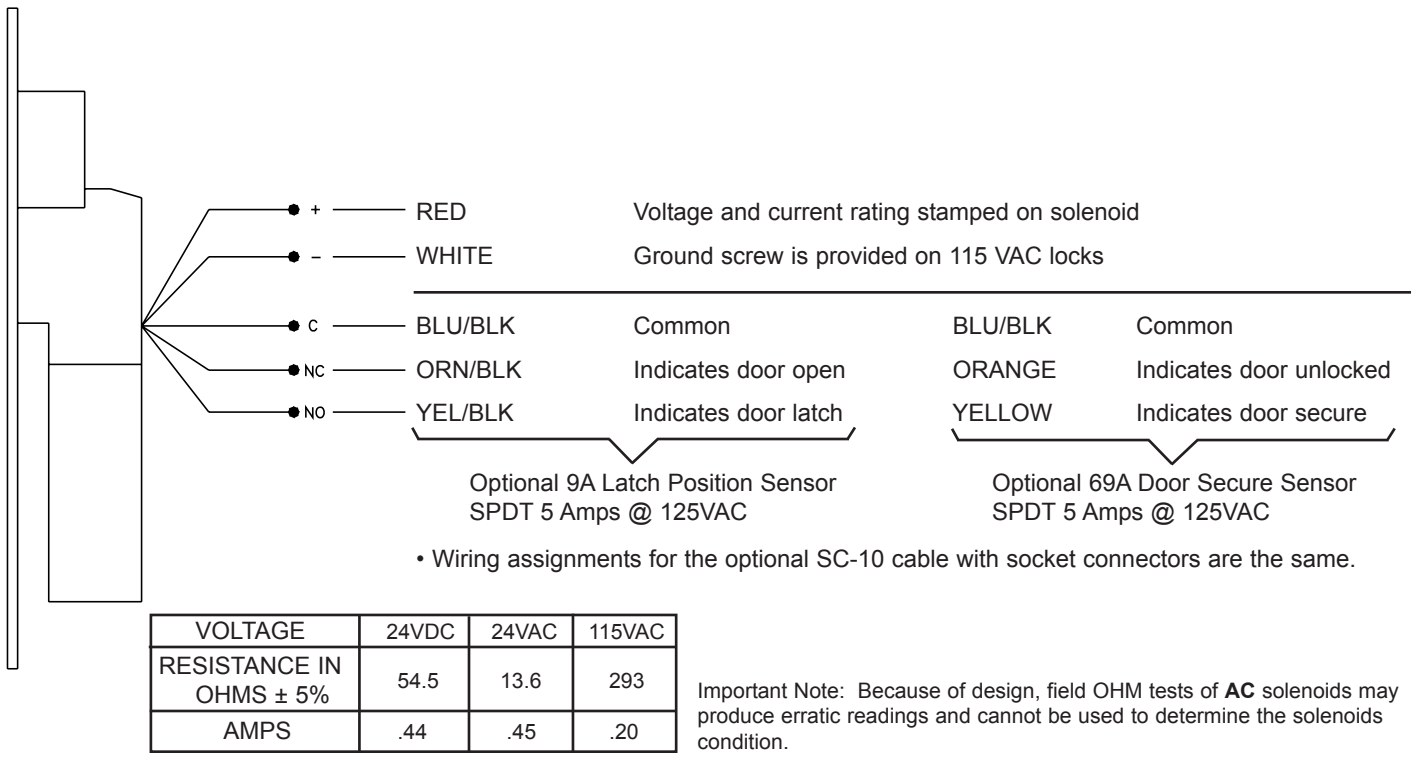 + RED Voltage and current rating stamped on solenoid
– WHITE Ground screw is provided on 115 VAC locks
C BLU/BLK Common BLU/BLK Common
NC ORN/BLK Indicates door open ORANGE Indicates door unlocked
NO YEL/BLK Indicates door latch YELLOW Indicates door secure
Optional 9A Latch Position Sensor
SPDT 5 Amps @ 125VAC
Optional 69A Door Secure Sensor
SPDT 5 Amps @ 125VAC
• Wiring assignments for the optional SC-10 cable with socket connectors are the same.
VOLTAGE 24VDC 24VAC 115VAC
RESISTANCE IN
OHMS ± 5% 54.5 13.6 293
AMPS .44 .45 .20
Important Note: Because of design, field OHM tests of AC solenoids may
produce erratic readings and cannot be used to determine the solenoids
condition.